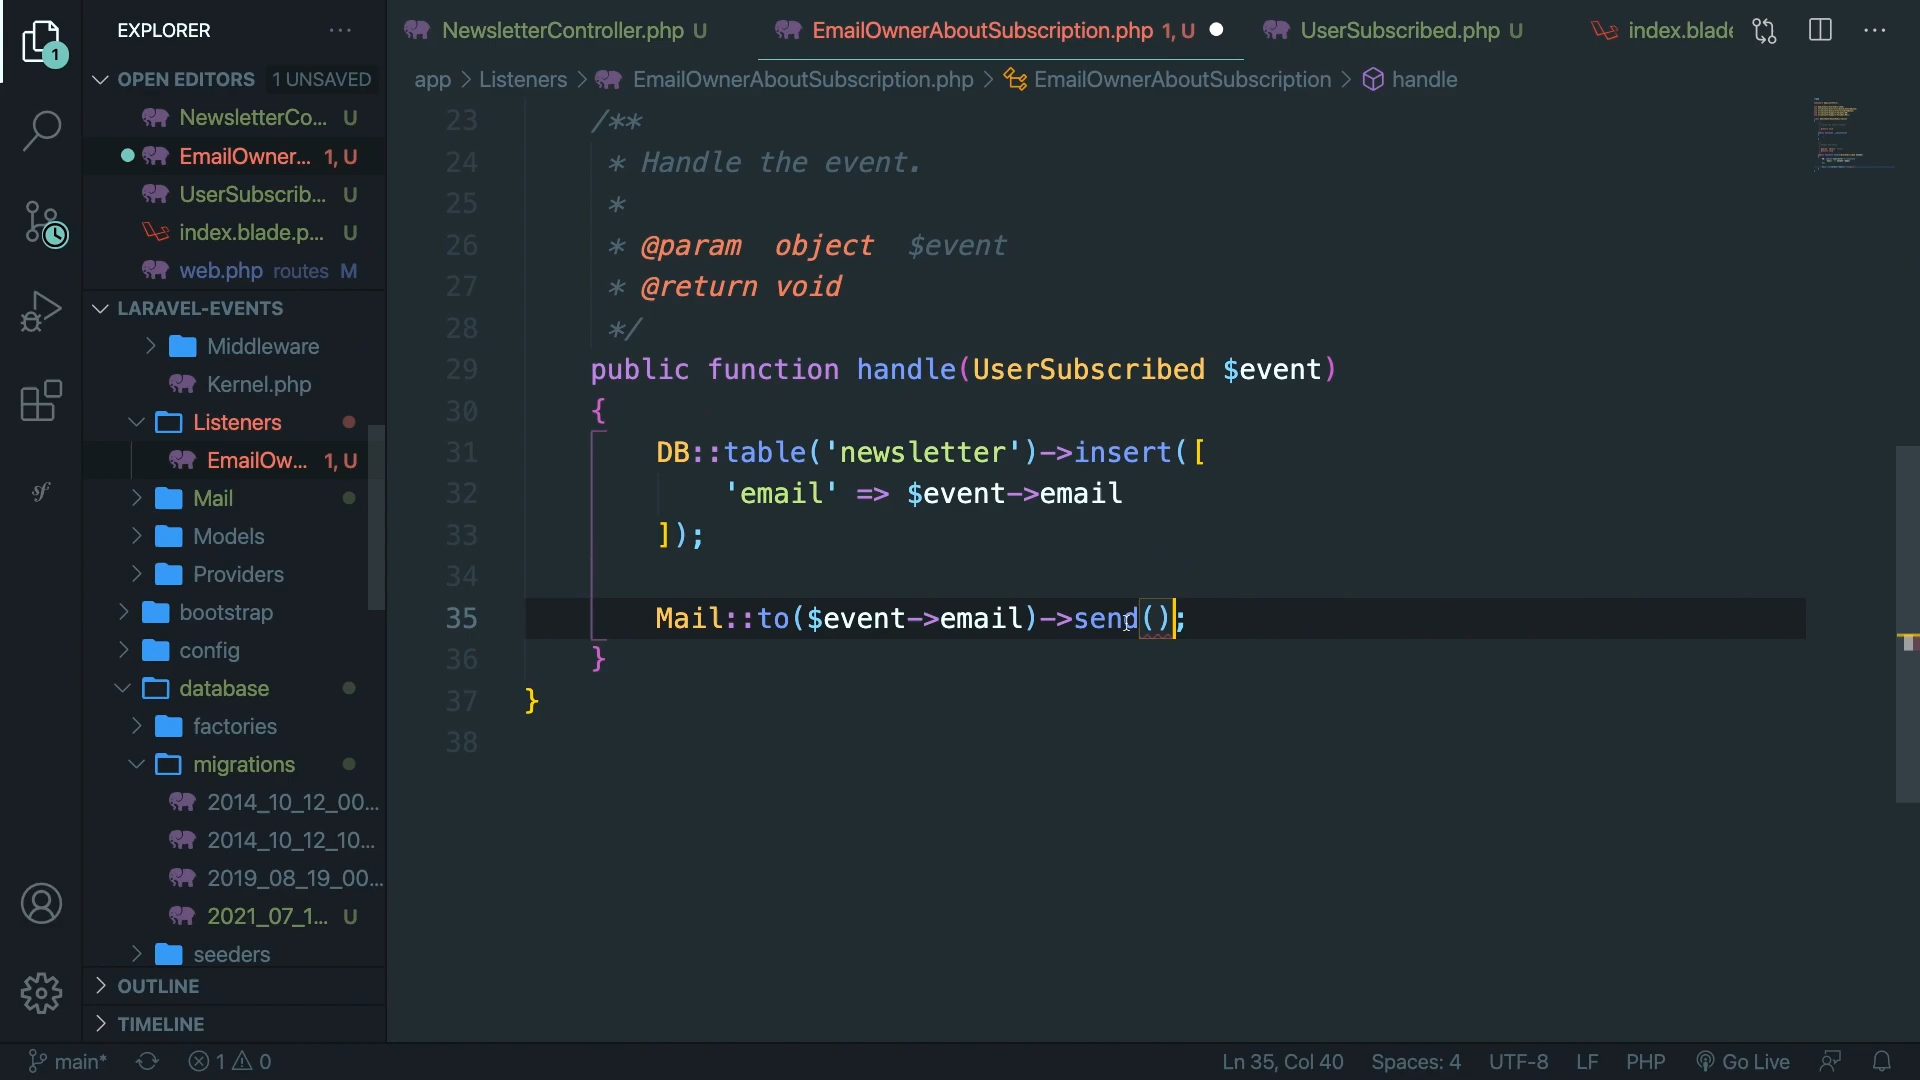 EXPLORER
···
NewsletterController.php U
EmailOwnerAboutSubscription.php 1, U
UserSubscribed.php U
index.blade
···
1
OPEN EDITORS 1 UNSAVED
NewsletterCo... U
EmailOwner... 1, U
UserSubscrib... U
index.blade.p... U
web.php routes M
LARAVEL-EVENTS
Middleware
Kernel.php
Listeners
EmailOw... 1, U
Mail
Models
Providers
bootstrap
config
database
factories
migrations
2014_10_12_00...
2014_10_12_10...
2019_08_19_00...
2021_07_1... U
seeders
OUTLINE
TIMELINE
sf
app > Listeners > EmailOwnerAboutSubscription.php > EmailOwnerAboutSubscription > handle
23 /**
24 * Handle the event.
25 *
26 * @param  object  $event
27 * @return void
28 */
29 public function handle(UserSubscribed $event)
30 {
31 DB::table('newsletter')->insert([
32 'email' => $event->email
33 ]);
34
35 Mail::to($event->email)->send();
36 }
37 }
38
main* 1 0
Ln 35, Col 40 Spaces: 4 UTF-8 LF PHP Go Live